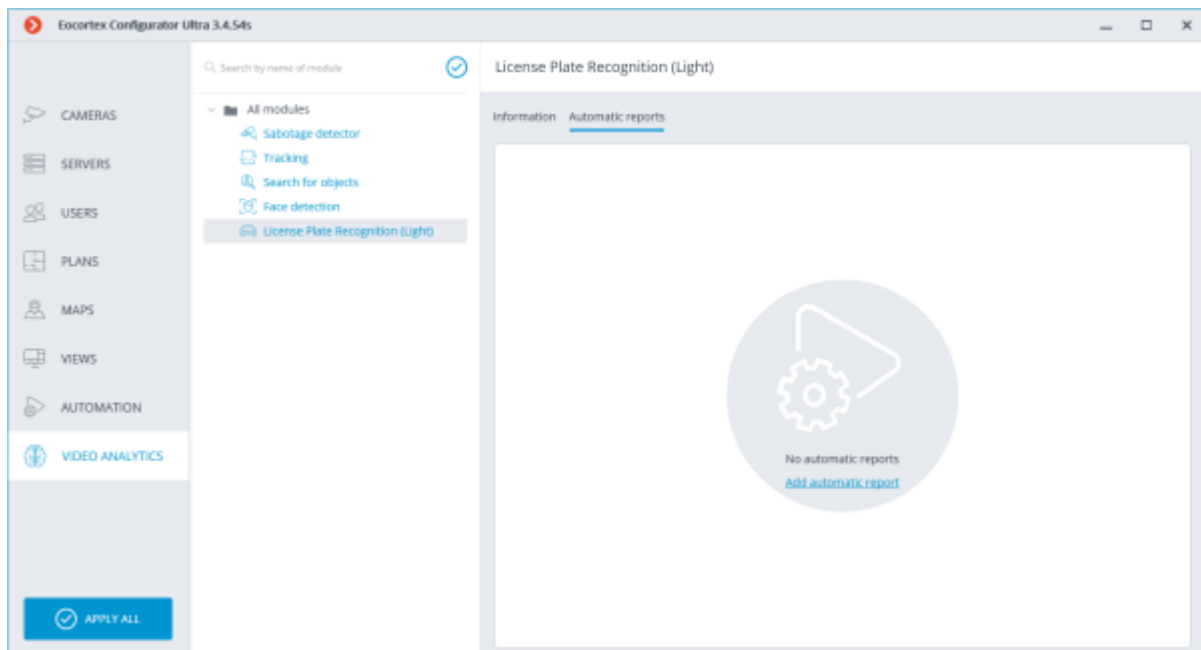 Eocortex Configurator Ultra 3.4.54s
CAMERAS
SERVERS
USERS
PLANS
MAPS
VIEWS
AUTOMATION
VIDEO ANALYTICS
APPLY ALL
Search by name of module
All modules
Sabotage detector
Tracking
Search for objects
Face detection
License Plate Recognition (Light)
License Plate Recognition (Light)
Information Automatic reports
No automatic reports
Add automatic report